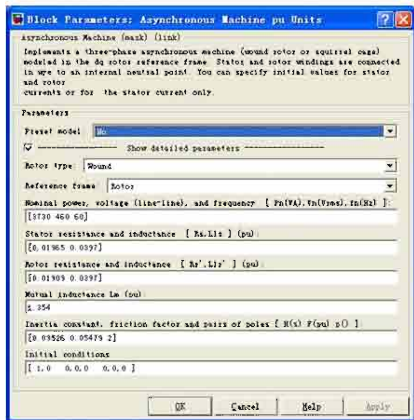 Block Parameters: Asynchronous Machine pu Units
Asynchronous Machine (mask) (link)
Implements a three-phase asynchronous machine (wound rotor or squirrel cage)
modeled in the dq rotor reference frame. Stator and rotor windings are connected
in wye to an internal neutral point. You can specify initial values for stator
and rotor
currents or for the stator current only.
Parameters
Preset model: No
Show detailed parameters
Rotor type: Wound
Reference frame: Rotor
Nominal power, voltage (line-line), and frequency [ Pn(VA),Vn(Vrms),fn(Hz) ]:
[3730 460 60]
Stator resistance and inductance [ Rs,Lls ] (pu):
[0.01965 0.0397]
Rotor resistance and inductance [ Rr',Llr' ] (pu):
[0.01909 0.0397]
Mutual inductance Lm (pu):
1.354
Inertia constant, friction factor and pairs of poles [ H(s) F(pu) p() ]:
[0.09526 0.05479 2]
Initial conditions
[ 1,0 0,0,0 0,0,0 ]
OK Cancel Help Apply